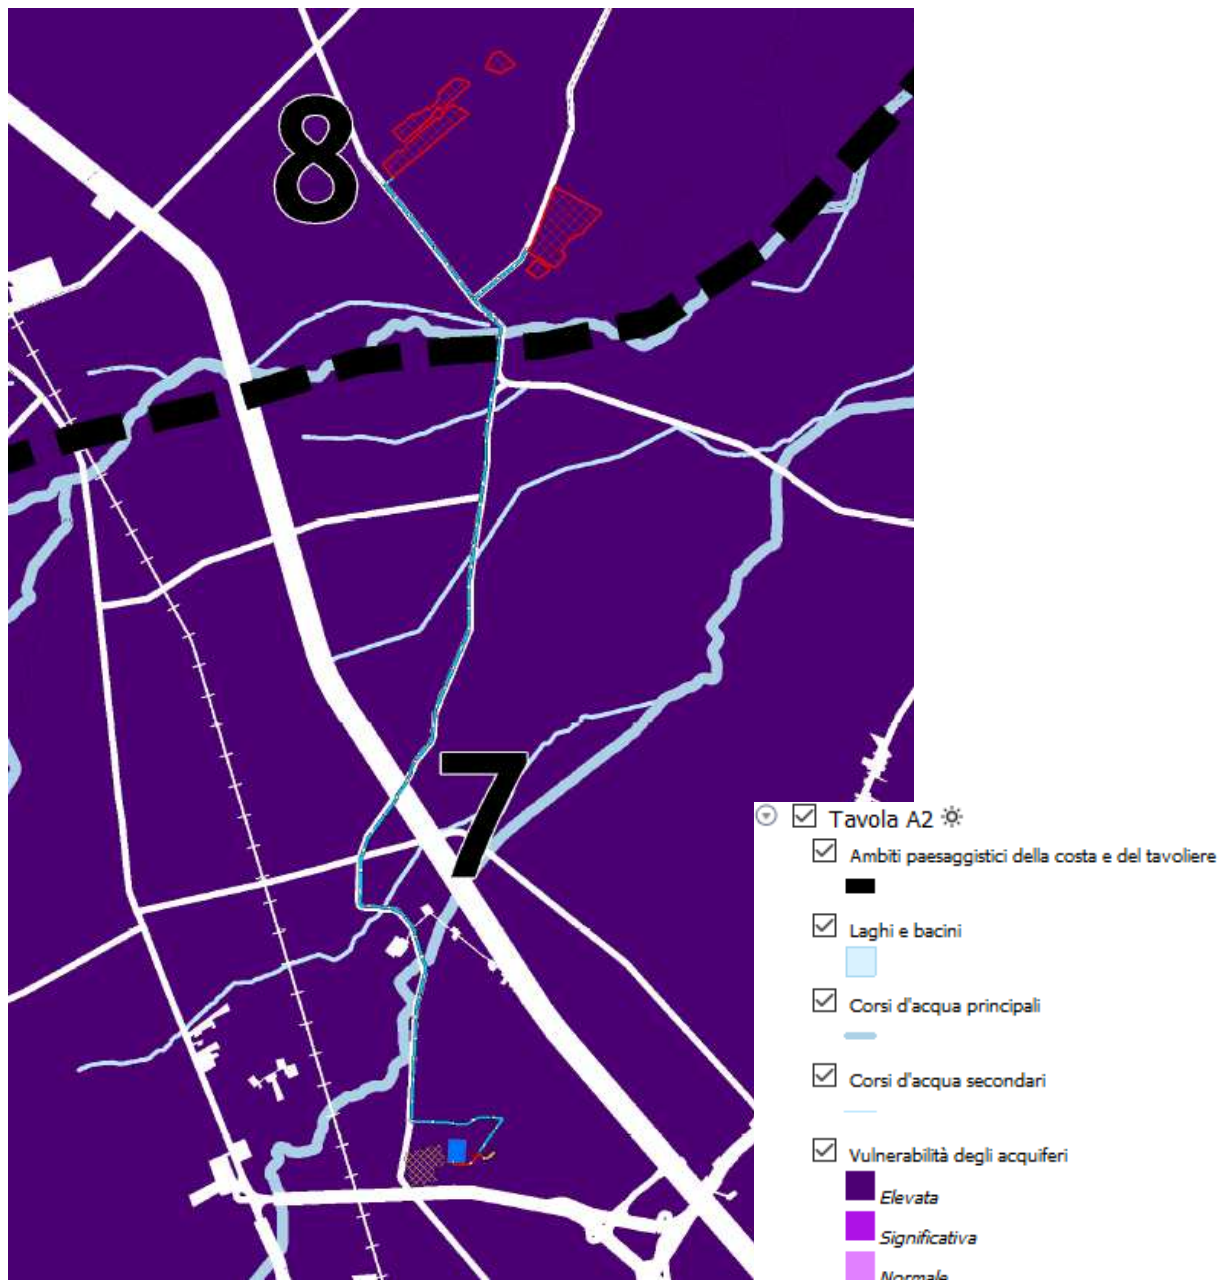 8
7
Tavola A2
Ambiti paesaggistici della costa e del tavoliere
Laghi e bacini
Corsi d'acqua principali
Corsi d'acqua secondari
Vulnerabilità degli acquiferi
Elevata
Significativa
Normale